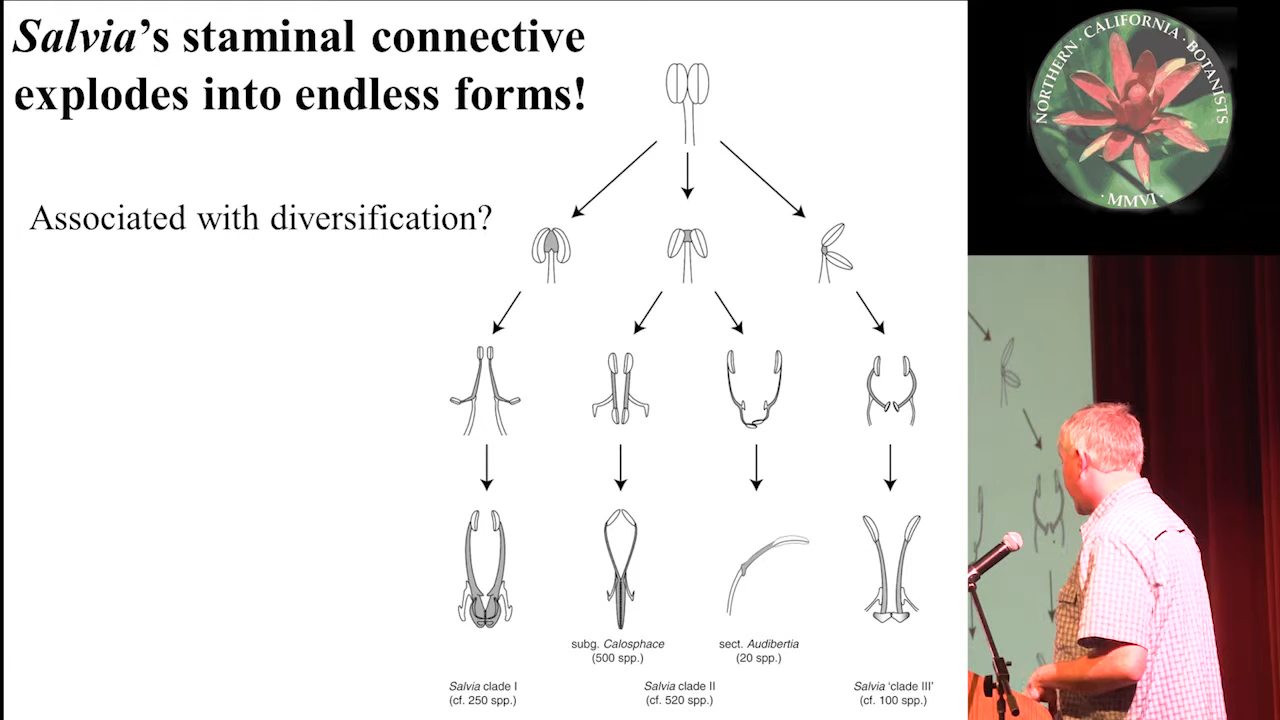 Salvia's staminal connective
explodes into endless forms!
Associated with diversification?
NORTHERN · CALIFORNIA · BOTANISTS
· MMVI ·
subg. Calosphace
(500 spp.)
sect. Audibertia
(20 spp.)
Salvia clade I
(cf. 250 spp.)
Salvia clade II
(cf. 520 spp.)
Salvia 'clade III'
(cf. 100 spp.)